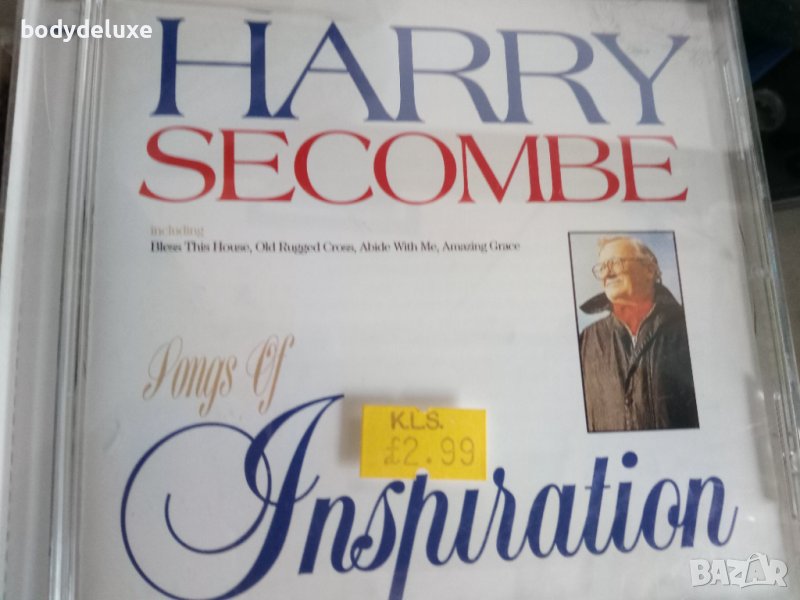 bodydeluxe
HARRY
SECOMBE
including
Bless This House, Old Rugged Cross, Abide With Me, Amazing Grace
Songs Of
K.L.S.
£2.99
Inspiration
BAZAR